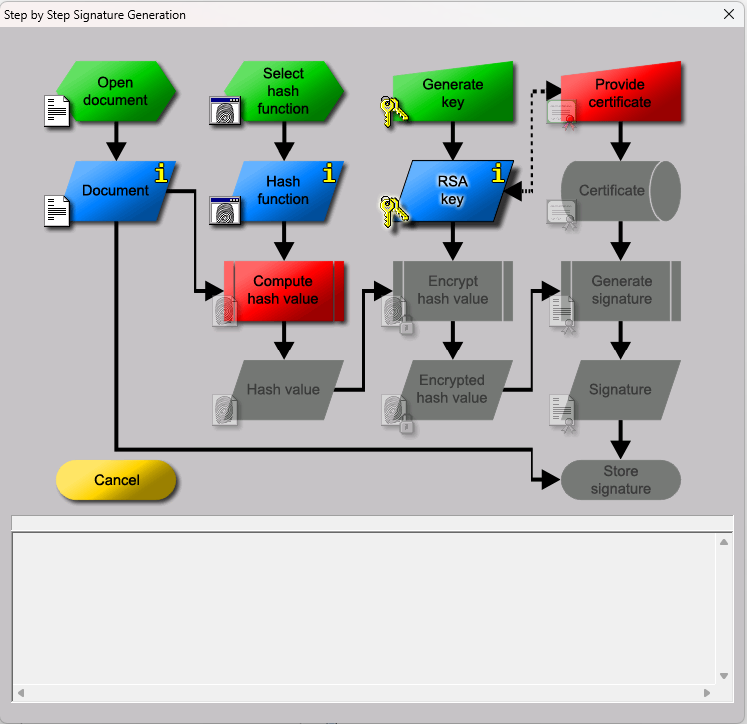 Step by Step Signature Generation
Open
document
Select
hash
function
Generate
key
Provide
certificate
Document
i
Hash
function
i
RSA
key
i
Certificate
Compute
hash value
Encrypt
hash value
Generate
signature
Hash value
Encrypted
hash value
Signature
Cancel
Store
signature